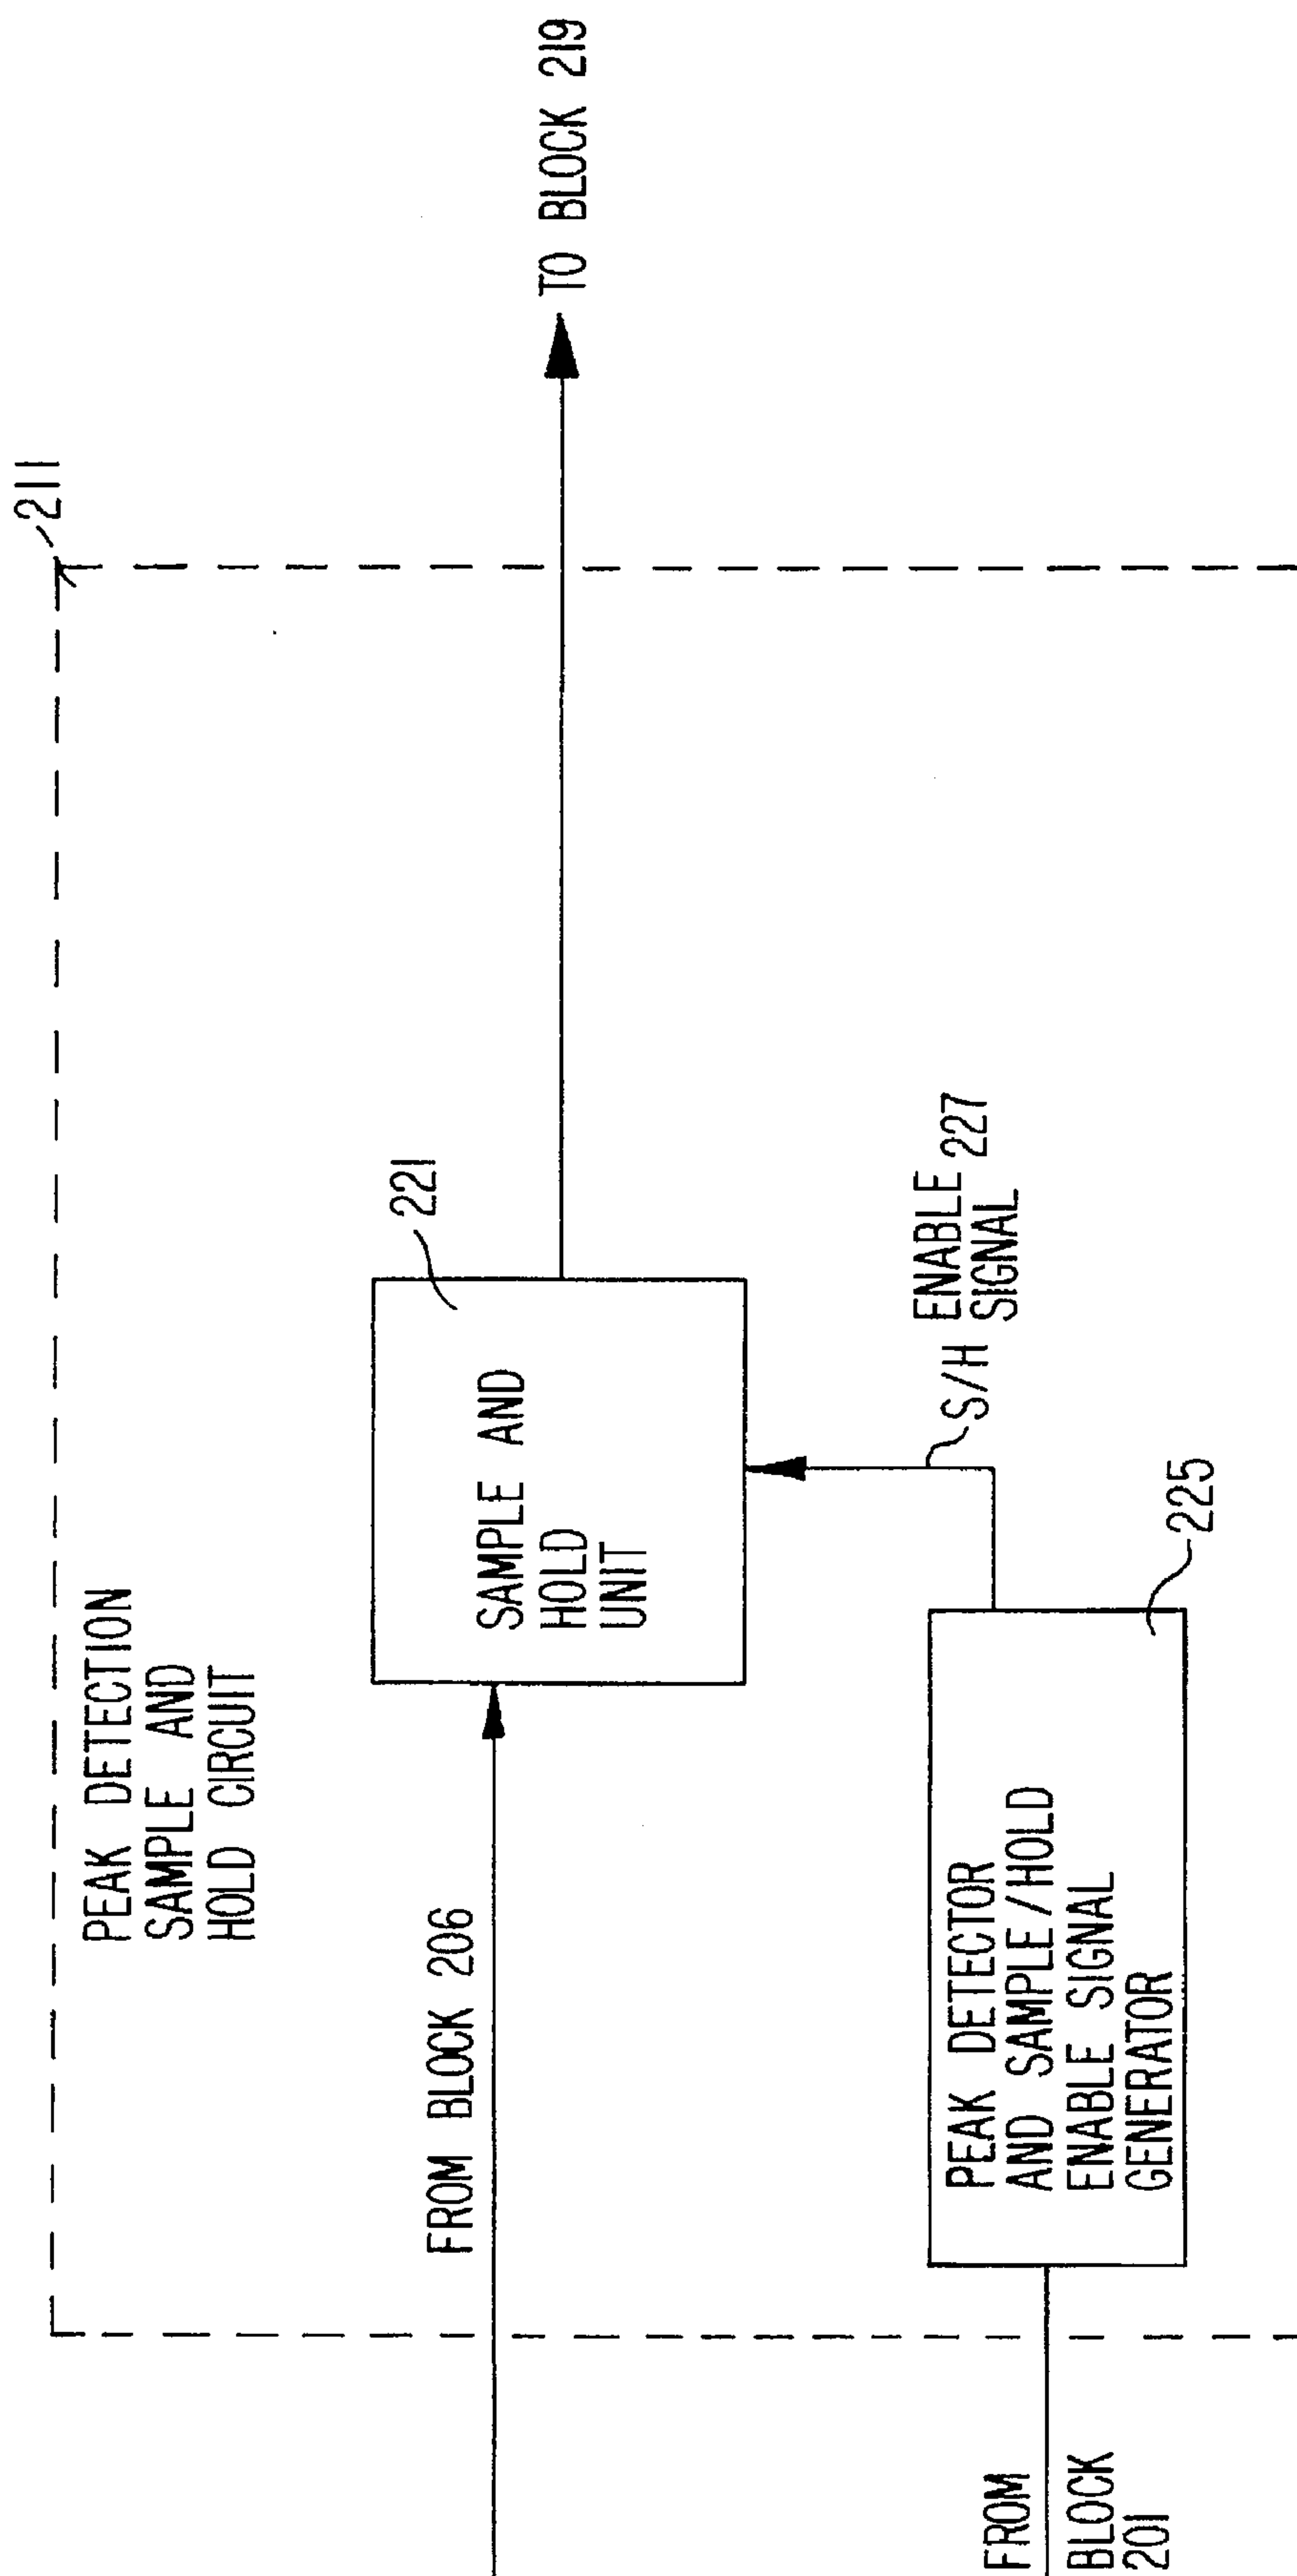 211
PEAK DETECTION
SAMPLE AND
HOLD CIRCUIT
FROM BLOCK 206
221
SAMPLE AND
HOLD
UNIT
TO BLOCK 219
S/H ENABLE 227
SIGNAL
225
PEAK DETECTOR
AND SAMPLE/HOLD
ENABLE SIGNAL
GENERATOR
FROM
BLOCK
201